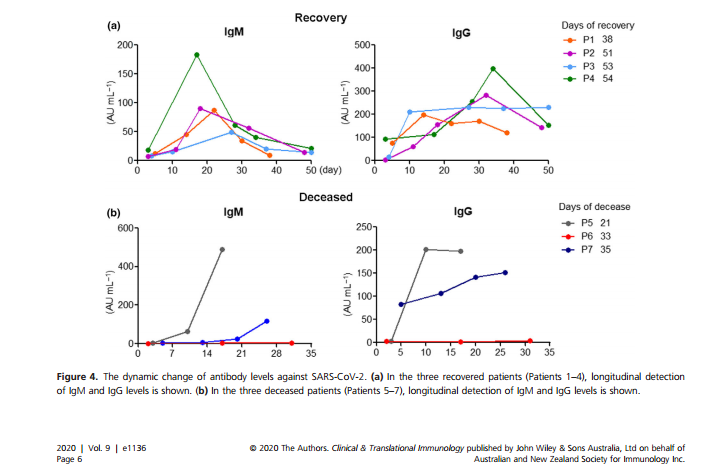 Recovery
(a)
IgM
IgG
Days of recovery
P1 38
P2 51
P3 53
P4 54
(AU mL⁻¹)
200
150
100
50
0
0 10 20 30 40 50 (day)
(AU mL⁻¹)
500
400
300
200
100
0
0 10 20 30 40 50
Deceased
(b)
IgM
IgG
Days of decease
P5 21
P6 33
P7 35
(AU mL⁻¹)
600
400
200
0
0 7 14 21 28 35
(AU mL⁻¹)
250
200
150
100
50
0
0 5 10 15 20 25 30 35
Figure 4. The dynamic change of antibody levels against SARS-CoV-2. (a) In the three recovered patients (Patients 1–4), longitudinal detection
of IgM and IgG levels is shown. (b) In the three deceased patients (Patients 5–7), longitudinal detection of IgM and IgG levels is shown.
2020 | Vol. 9 | e1136
Page 6
© 2020 The Authors. Clinical & Translational Immunology published by John Wiley & Sons Australia, Ltd on behalf of
Australian and New Zealand Society for Immunology Inc.